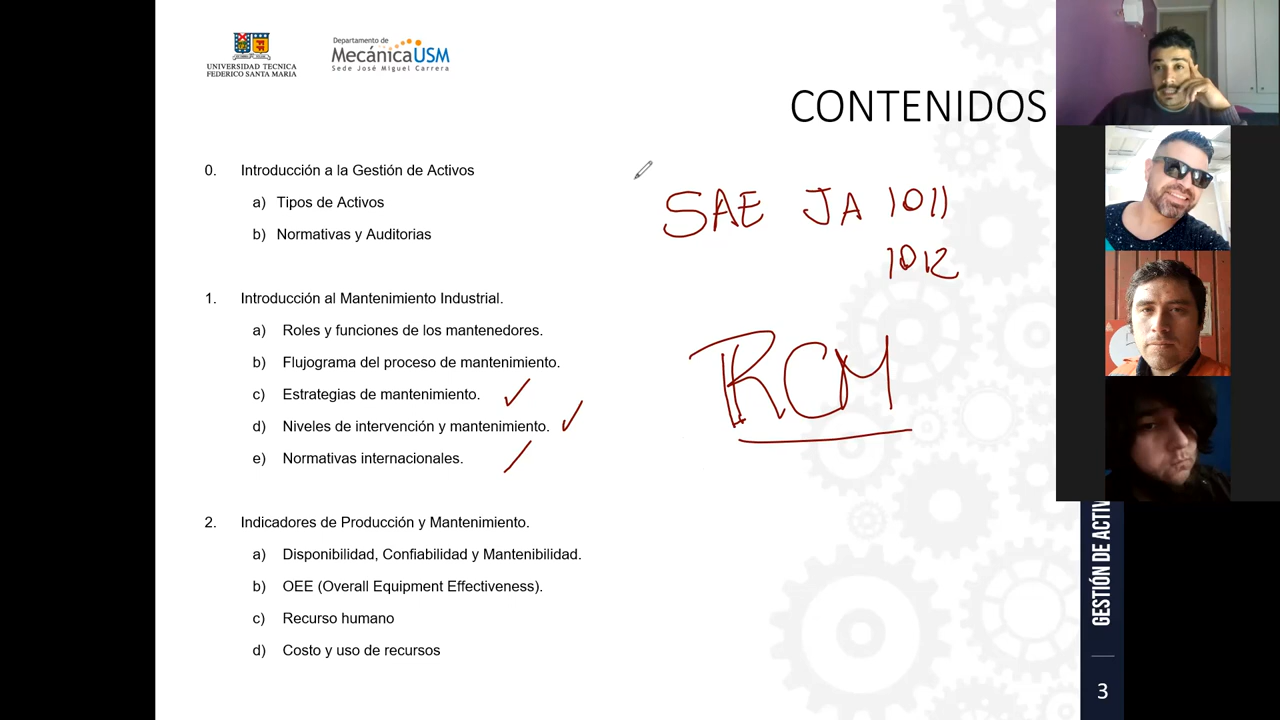 UNIVERSIDAD TECNICA
FEDERICO SANTA MARIA
Departamento de
MecánicaUSM
Sede José Miguel Carrera
CONTENIDOS
0. Introducción a la Gestión de Activos
a) Tipos de Activos
b) Normativas y Auditorias
1. Introducción al Mantenimiento Industrial.
a) Roles y funciones de los mantenedores.
b) Flujograma del proceso de mantenimiento.
c) Estrategias de mantenimiento.
d) Niveles de intervención y mantenimiento.
e) Normativas internacionales.
2. Indicadores de Producción y Mantenimiento.
a) Disponibilidad, Confiabilidad y Mantenibilidad.
b) OEE (Overall Equipment Effectiveness).
c) Recurso humano
d) Costo y uso de recursos
SAE JA 1011
1012
RCM
GESTIÓN DE ACTIV
3